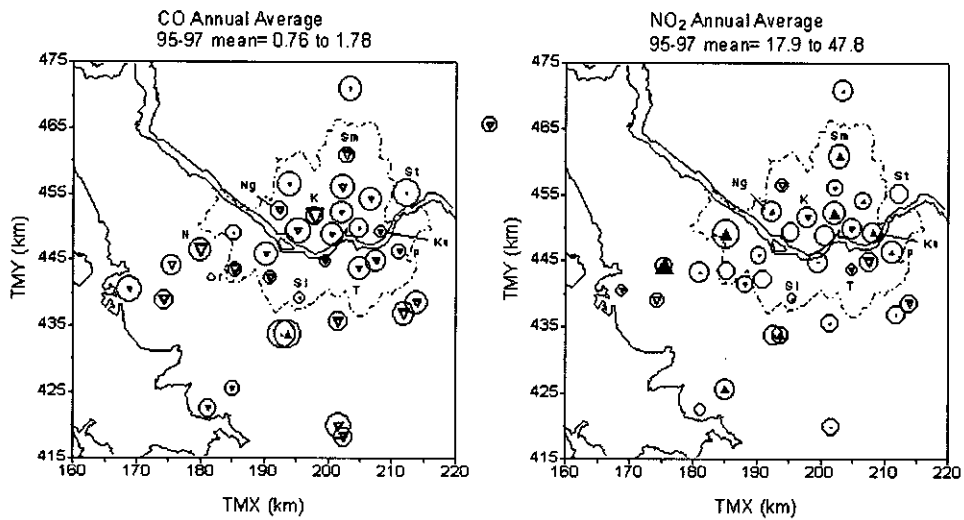 CO Annual Average
95-97 mean= 0.76 to 1.78
475
465
455
445
435
425
415
TMY (km)
160 170 180 190 200 210 220
TMX (km)
Sm
St
Ng
K
N
Ks
T
SI
NO₂ Annual Average
95-97 mean= 17.9 to 47.8
475
465
455
445
435
425
415
TMY (km)
160 170 180 190 200 210 220
TMX (km)
Sm
St
Ng
K
Ks
p
T
SI